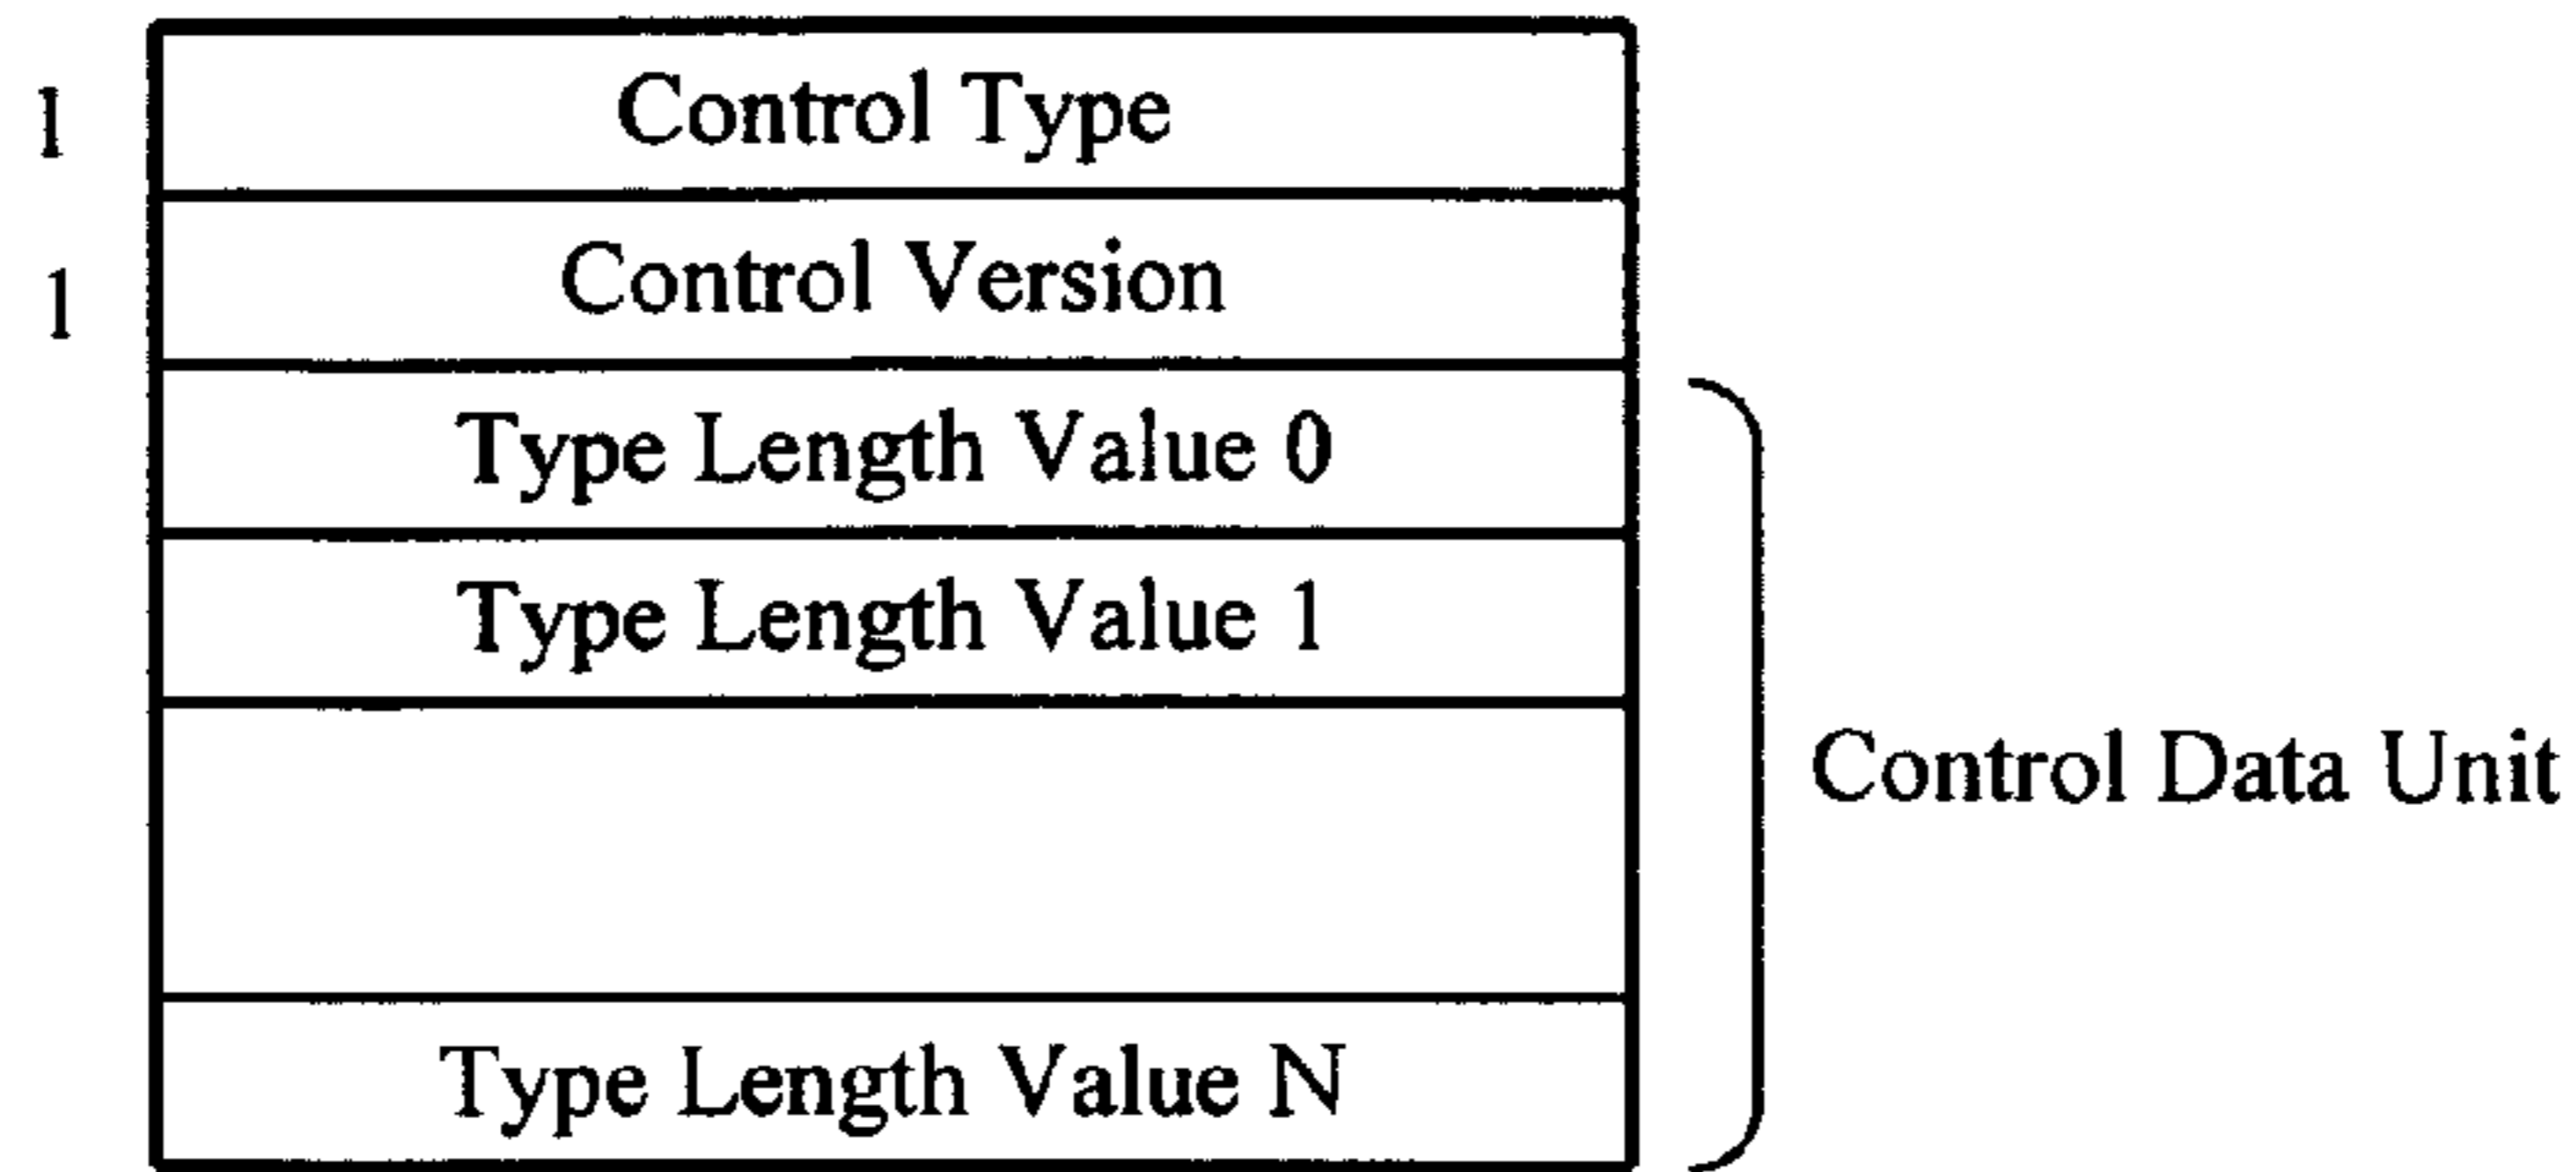 1 Control Type
1 Control Version
Type Length Value 0
Type Length Value 1
Control Data Unit
Type Length Value N